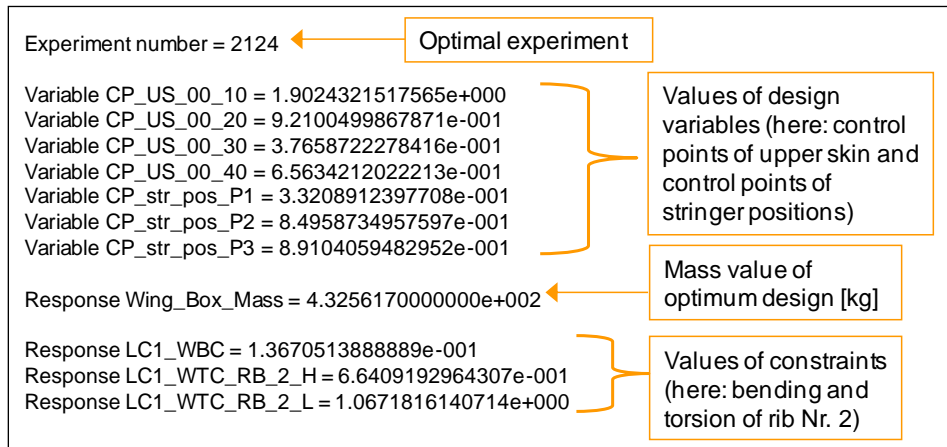 Experiment number = 2124
Optimal experiment
Variable CP_US_00_10 = 1.9024321517565e+000
Variable CP_US_00_20 = 9.2100499867871e-001
Variable CP_US_00_30 = 3.7658722278416e-001
Variable CP_US_00_40 = 6.5634212022213e-001
Variable CP_str_pos_P1 = 3.3208912397708e-001
Variable CP_str_pos_P2 = 8.4958734957597e-001
Variable CP_str_pos_P3 = 8.9104059482952e-001
Values of design
variables (here: control
points of upper skin and
control points of
stringer positions)
Response Wing_Box_Mass = 4.3256170000000e+002
Mass value of
optimum design [kg]
Response LC1_WBC = 1.3670513888889e-001
Response LC1_WTC_RB_2_H = 6.6409192964307e-001
Response LC1_WTC_RB_2_L = 1.0671816140714e+000
Values of constraints
(here: bending and
torsion of rib Nr. 2)